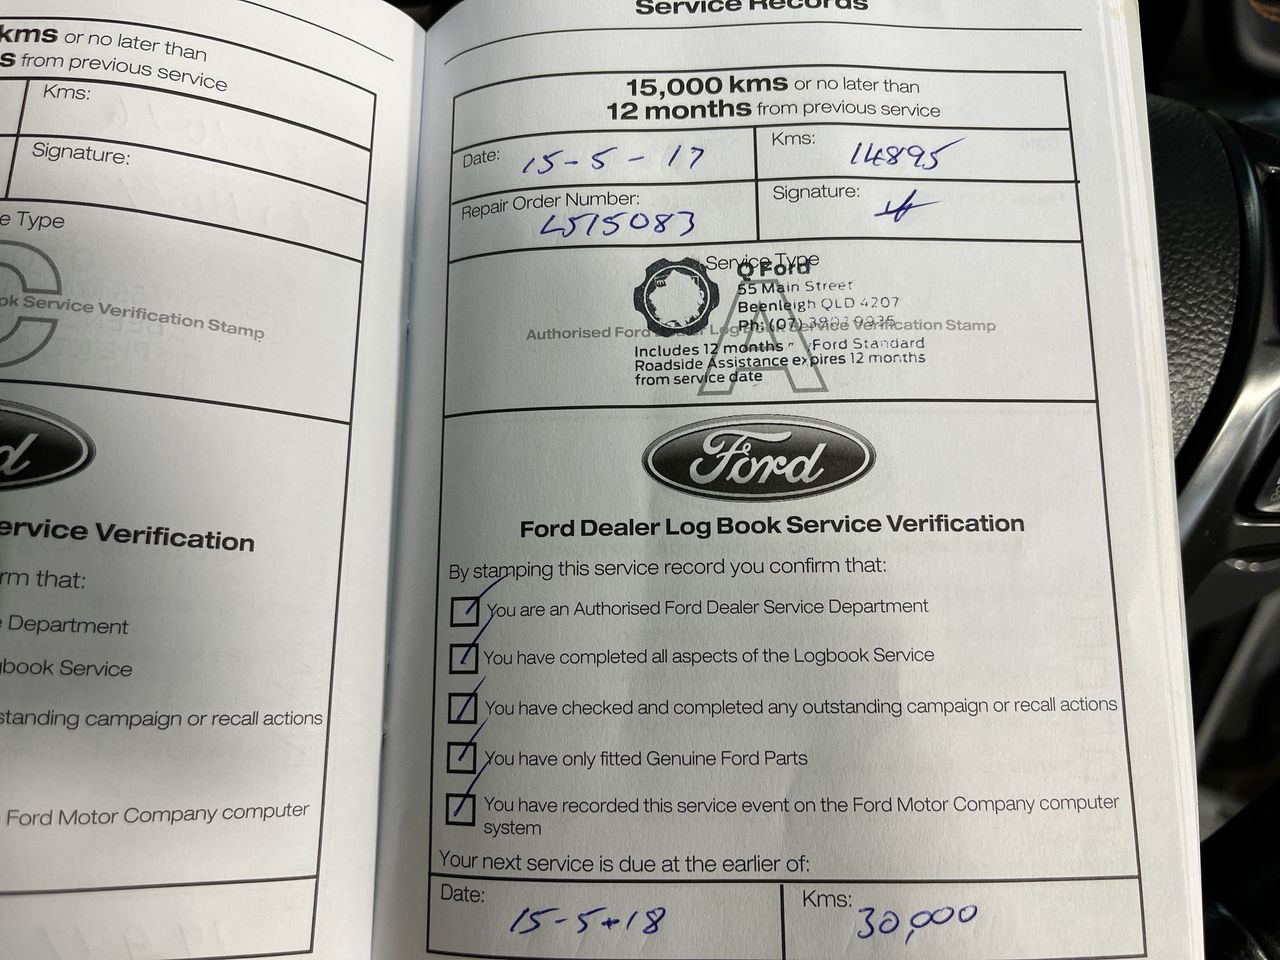 kms or no later than
s from previous service
Kms:
Signature:
e Type
ok Service Verification Stamp
ervice Verification
rm that:
Department
gbook Service
standing campaign or recall actions
Ford Motor Company computer
Service Records
15,000 kms or no later than
12 months from previous service
Date: 15-5-17
Kms: 14895
Repair Order Number:
L515083
Signature:
Service Type
A
Q Ford
55 Main Street
Beenleigh QLD 4207
Ph: (07)
Authorised Ford Log Service Verification Stamp
Includes 12 months Ford Standard
Roadside Assistance expires 12 months
from service date
Ford
Ford Dealer Log Book Service Verification
By stamping this service record you confirm that:
You are an Authorised Ford Dealer Service Department
You have completed all aspects of the Logbook Service
You have checked and completed any outstanding campaign or recall actions
You have only fitted Genuine Ford Parts
You have recorded this service event on the Ford Motor Company computer
system
Your next service is due at the earlier of:
Date: 15-5-18
Kms: 30,000